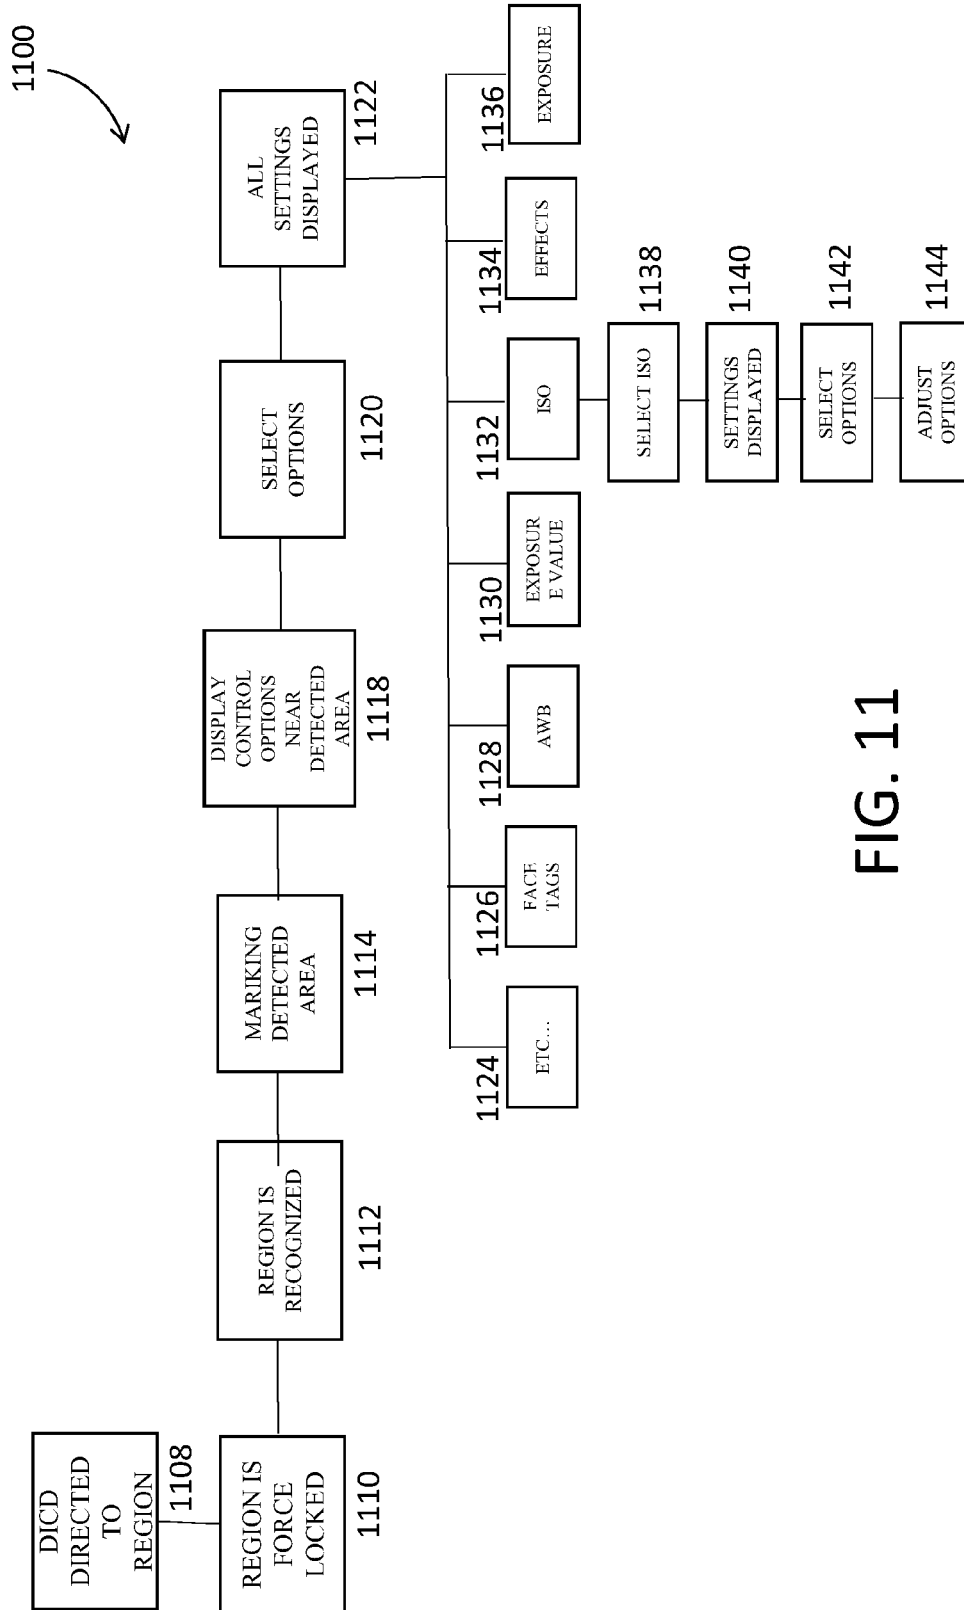 1100
DICD
DIRECTED
TO
REGION
1108
REGION IS
FORCE
LOCKED
1110
REGION IS
RECOGNIZED
1112
MARIKING
DETECTED
AREA
1114
DISPLAY
CONTROL
OPTIONS
NEAR
DETECTED
AREA
1118
SELECT
OPTIONS
1120
ALL
SETTINGS
DISPLAYED
1122
1124
ETC...
1126
FACE
TAGS
1128
AWB
1130
EXPOSUR
E VALUE
1132
ISO
1134
EFFECTS
1136
EXPOSURE
SELECT ISO
1138
SETTINGS
DISPLAYED
1140
SELECT
OPTIONS
1142
ADJUST
OPTIONS
1144
FIG. 11